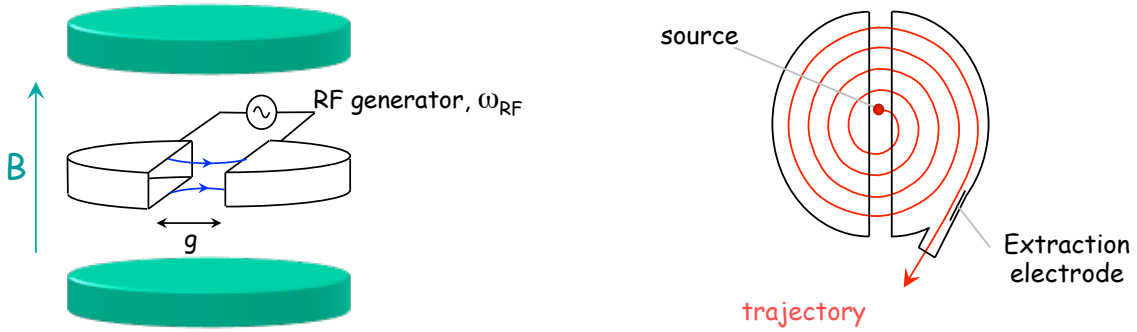 RF generator, ωRF
B
g
source
Extraction
electrode
trajectory